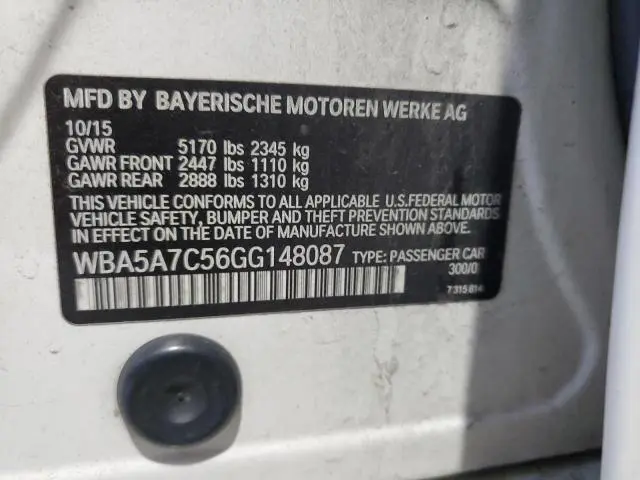 MFD BY BAYERISCHE MOTOREN WERKE AG
10/15
GVWR 5170 lbs 2345 kg
GAWR FRONT 2447 lbs 1110 kg
GAWR REAR 2888 lbs 1310 kg
THIS VEHICLE CONFORMS TO ALL APPLICABLE U.S.FEDERAL MOTOR
VEHICLE SAFETY, BUMPER AND THEFT PREVENTION STANDARDS
IN EFFECT ON THE DATE OF MANUFACTURE SHOWN ABOVE.
WBA5A7C56GG148087 TYPE: PASSENGER CAR
300/0
7315814